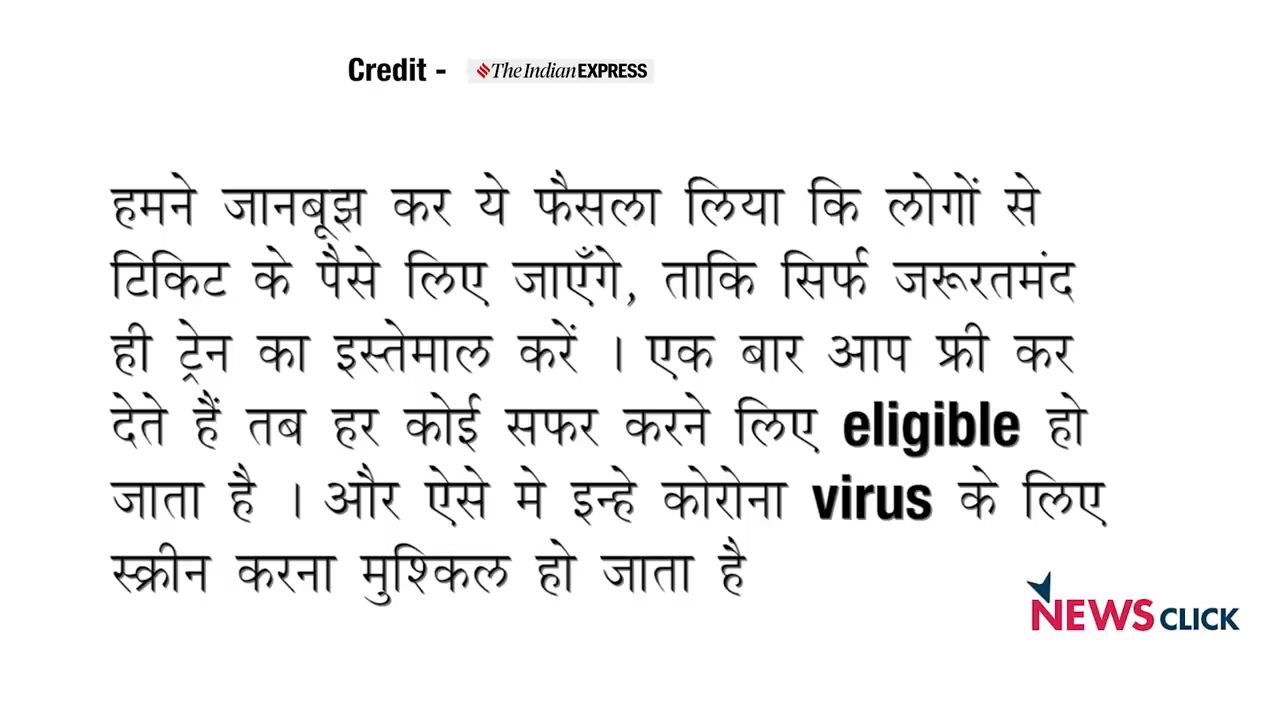 Credit - The Indian EXPRESS
हमने जानबूझ कर ये फैसला लिया कि लोगों से
टिकिट के पैसे लिए जाएँगे, ताकि सिर्फ जरूरतमंद
ही ट्रेन का इस्तेमाल करें । एक बार आप फ्री कर
देते हैं तब हर कोई सफर करने लिए eligible हो
जाता है । और ऐसे मे इन्हे कोरोना virus के लिए
स्क्रीन करना मुश्किल हो जाता है
NEWS CLICK